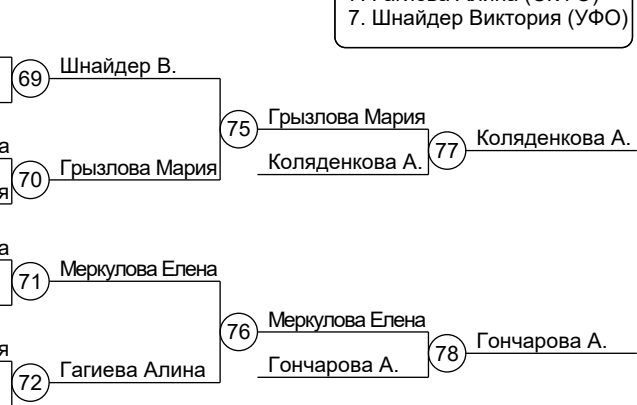 7. Шнайдер Виктория (УФО)
69 Шнайдер В.
75 Грызлова Мария
77 Коляденкова А.
а
70 Грызлова Мария
Коляденкова А.
я
а
71 Меркулова Елена
76 Меркулова Елена
78 Гончарова А.
я
72 Гагиева Алина
Гончарова А.